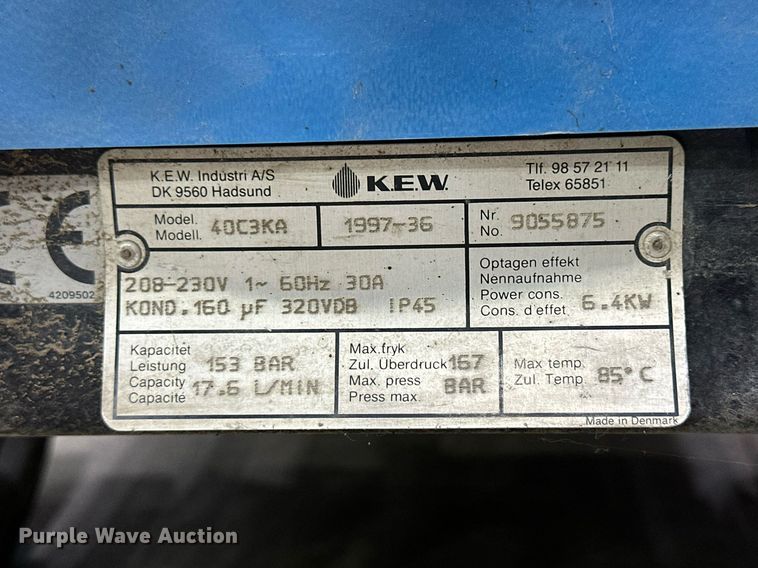 K.E.W. Industri A/S
DK 9560 Hadsund
K.E.W.
Tlf. 98 57 21 11
Telex 65851
Model.
Modell.
40C3KA
1997-36
Nr.
No.
9055875
208-230V 1~ 60Hz 30A
KOND.160 µF 320VDB IP45
Optagen effekt
Nennaufnahme
Power cons.
Cons. d'effet.
6.4KW
Kapacitet
Leistung
Capacity
Capacité
153 BAR
17.6 L/MIN
Max.fryk
Zul. Überdruck
Max. press
Press max.
167
BAR
Max temp.
Zul. Temp.
85°C
Made in Denmark
CE
4209502
Purple Wave Auction